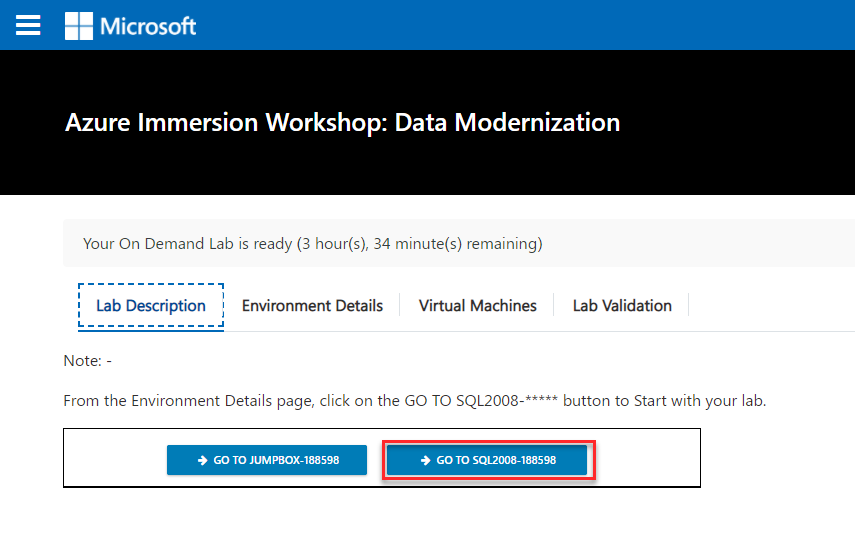 Microsoft
Azure Immersion Workshop: Data Modernization
Your On Demand Lab is ready (3 hour(s), 34 minute(s) remaining)
Lab Description Environment Details Virtual Machines Lab Validation
Note: -
From the Environment Details page, click on the GO TO SQL2008-***** button to Start with your lab.
GO TO JUMPBOX-188598 GO TO SQL2008-188598